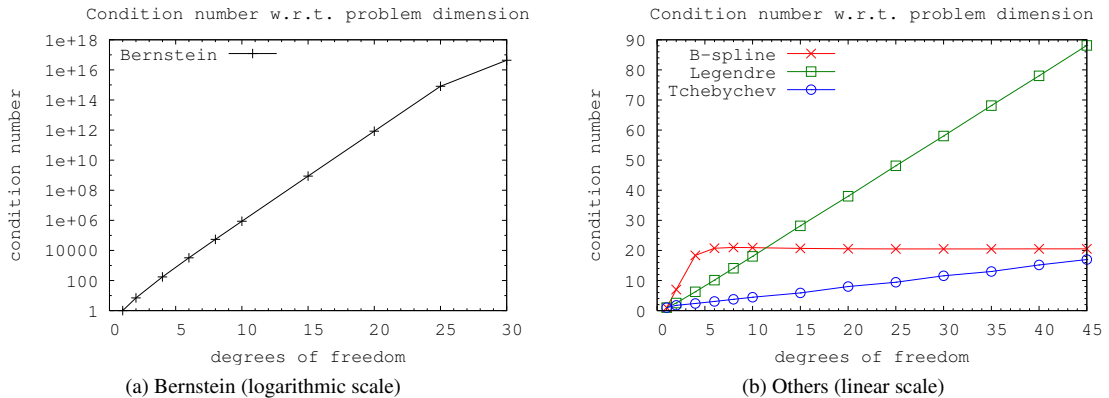 Condition number w.r.t. problem dimension
1e+18
1e+16
1e+14
1e+12
1e+10
1e+08
1e+06
10000
100
1
Bernstein
condition number
0 5 10 15 20 25 30
degrees of freedom
(a) Bernstein (logarithmic scale)
Condition number w.r.t. problem dimension
90
80
70
60
50
40
30
20
10
0
B-spline
Legendre
Tchebychev
condition number
0 5 10 15 20 25 30 35 40 45
degrees of freedom
(b) Others (linear scale)